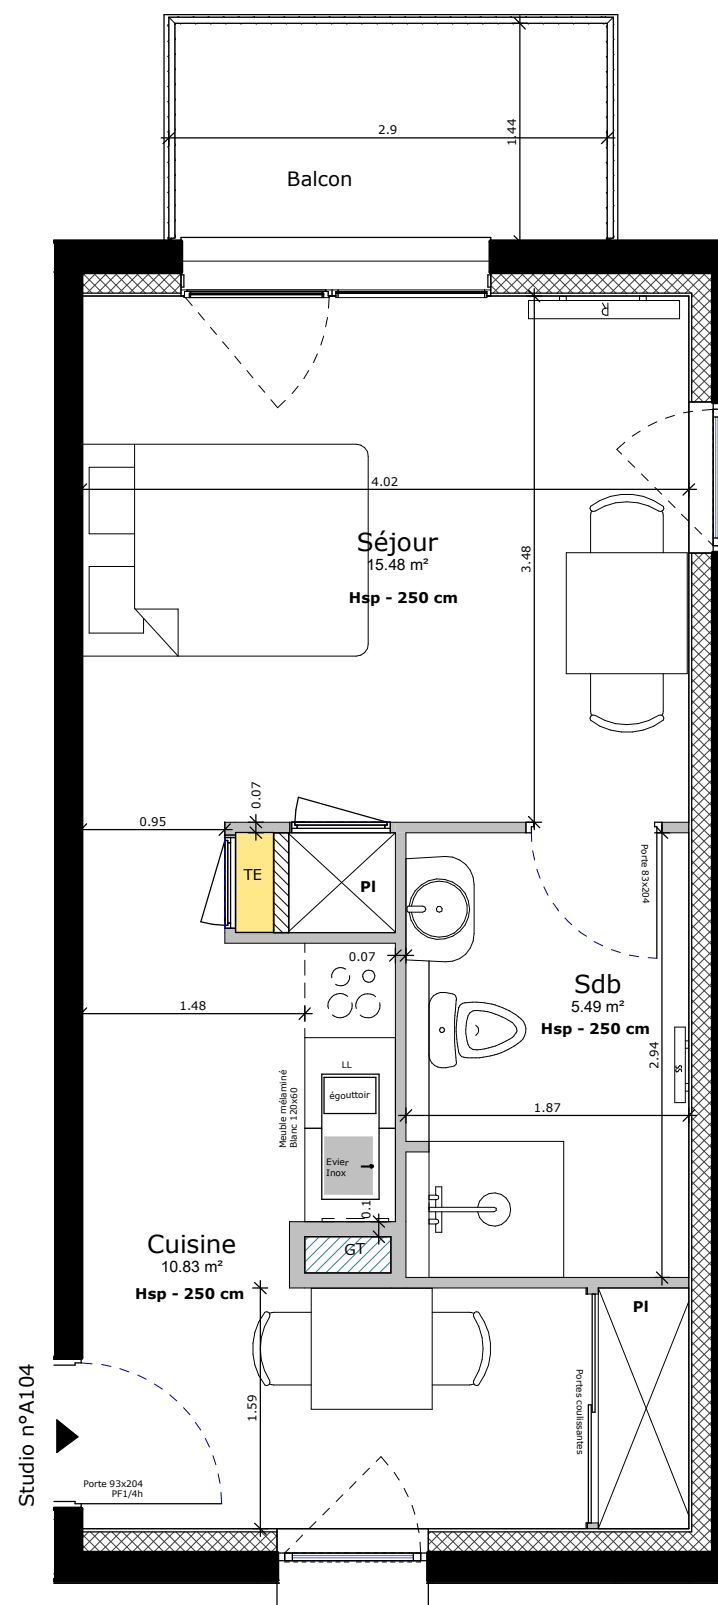 2.9
1.44
Balcon
R
4.02
Séjour
15.48 m²
Hsp - 250 cm
3.48
0.07
0.95
TE
Pl
Porte 83x204
0.07
Sdb
5.49 m²
Hsp - 250 cm
1.48
2.94
SS
LL
égouttoir
Meuble mélaminé
Blanc 120x60
1.87
Evier
Inox
0.1
GT
Cuisine
10.83 m²
Hsp - 250 cm
Pl
1.59
Portes coulissantes
Studio n°A104
Porte 93x204
PF1/4h